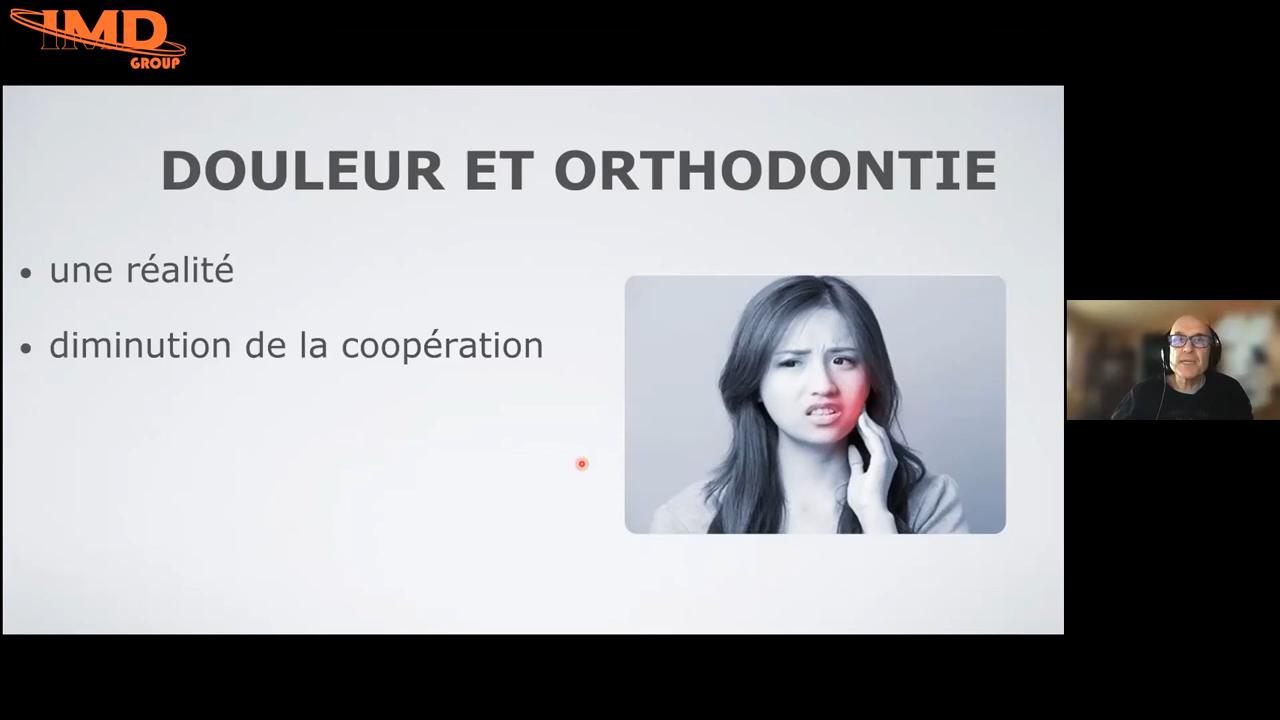 IMD
GROUP
DOULEUR ET ORTHODONTIE
• une réalité
• diminution de la coopération